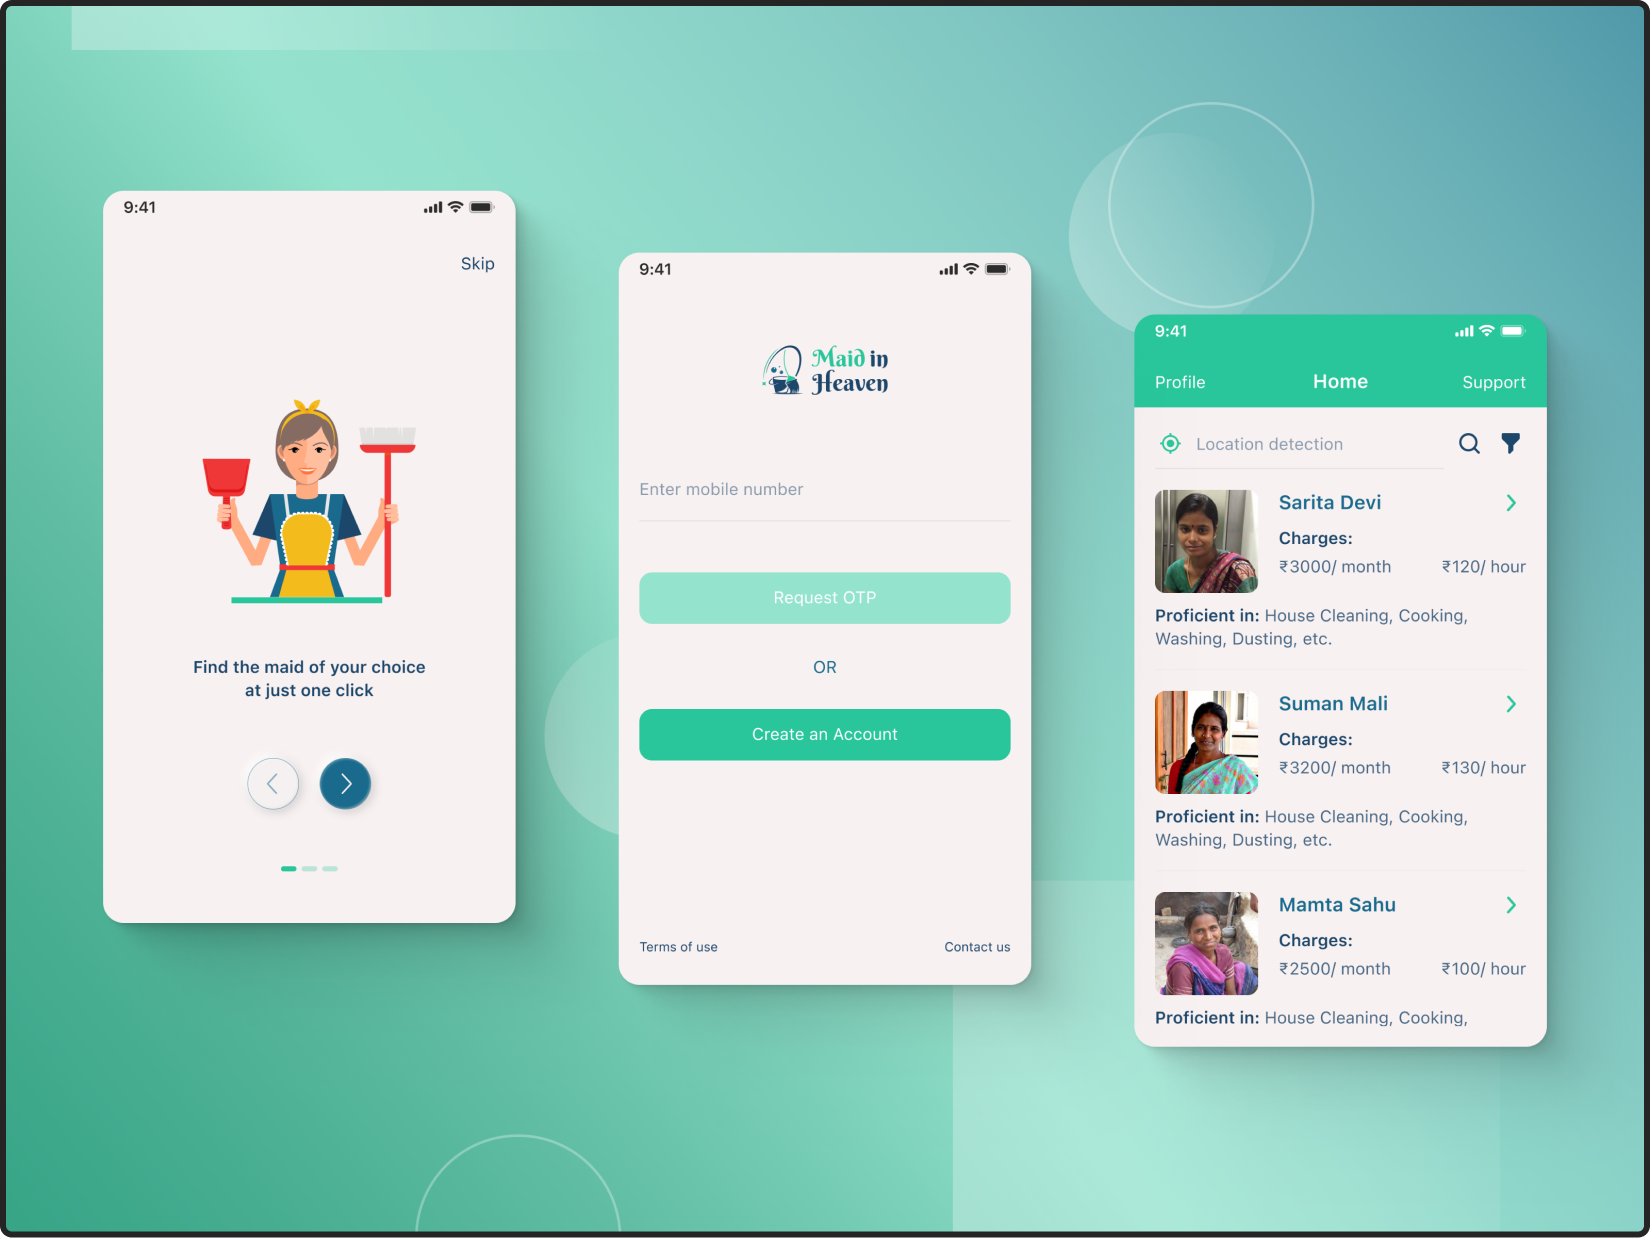 9:41
Skip
Find the maid of your choice
at just one click
9:41
Maid in
Heaven
Enter mobile number
Request OTP
OR
Create an Account
Terms of use
Contact us
9:41
Profile
Home
Support
Location detection
Sarita Devi
Charges:
₹3000/ month
₹120/ hour
Proficient in: House Cleaning, Cooking,
Washing, Dusting, etc.
Suman Mali
Charges:
₹3200/ month
₹130/ hour
Proficient in: House Cleaning, Cooking,
Washing, Dusting, etc.
Mamta Sahu
Charges:
₹2500/ month
₹100/ hour
Proficient in: House Cleaning, Cooking,